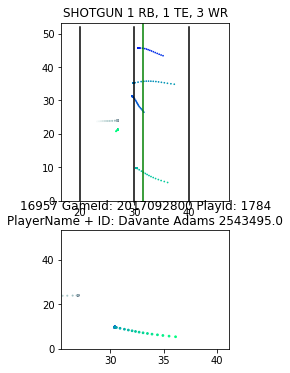 SHOTGUN 1 RB, 1 TE, 3 WR
50
40
30
20
10
0
20 30 40
16957 GameId: 2017092800 PlayId: 1784
PlayerName + ID: Davante Adams 2543495.0
40
20
0
30 35 40